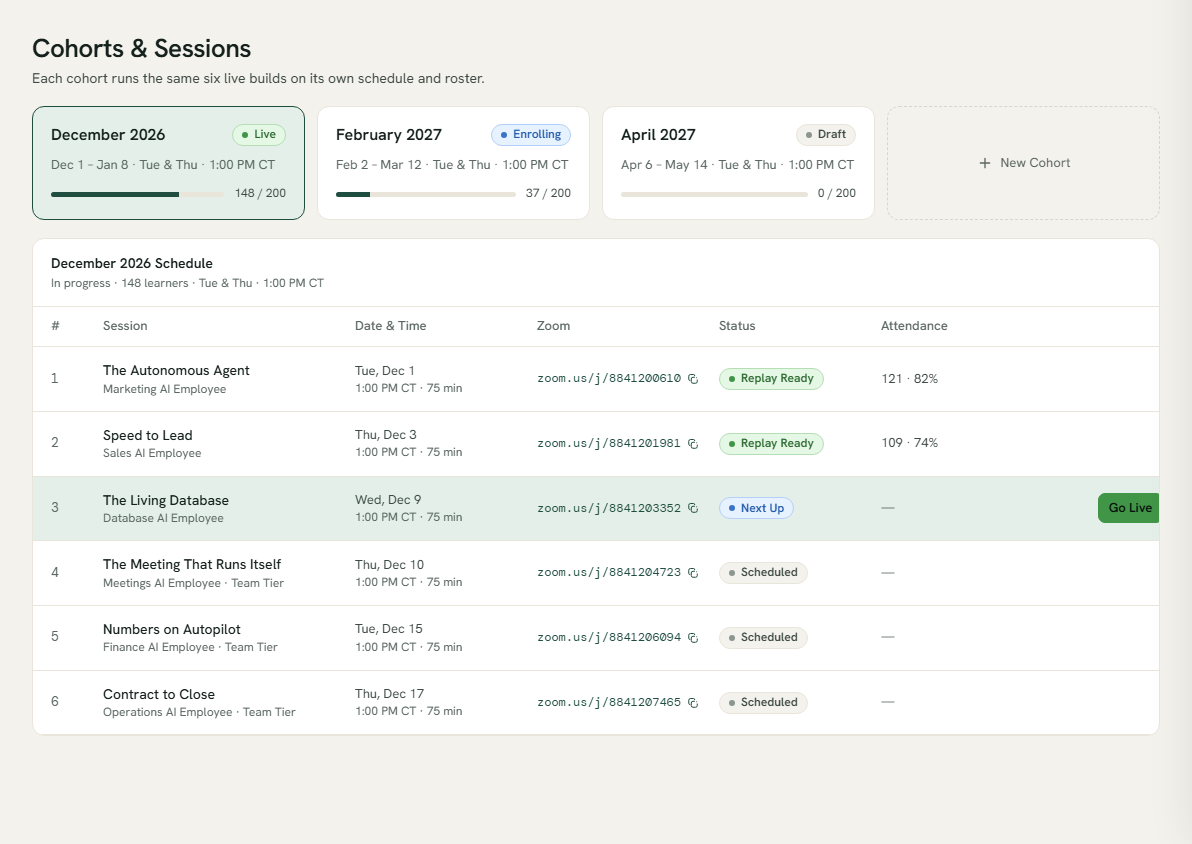 Cohorts & Sessions
Each cohort runs the same six live builds on its own schedule and roster.
December 2026
Live
Dec 1 – Jan 8 · Tue & Thu · 1:00 PM CT
148 / 200
February 2027
Enrolling
Feb 2 – Mar 12 · Tue & Thu · 1:00 PM CT
37 / 200
April 2027
Draft
Apr 6 – May 14 · Tue & Thu · 1:00 PM CT
0 / 200
+ New Cohort
December 2026 Schedule
In progress · 148 learners · Tue & Thu · 1:00 PM CT
# Session Date & Time Zoom Status Attendance
1 The Autonomous Agent Tue, Dec 1 zoom.us/j/8841200610 Replay Ready 121 · 82%
Marketing AI Employee 1:00 PM CT · 75 min
2 Speed to Lead Thu, Dec 3 zoom.us/j/8841201981 Replay Ready 109 · 74%
Sales AI Employee 1:00 PM CT · 75 min
3 The Living Database Wed, Dec 9 zoom.us/j/8841203352 Next Up — Go Live
Database AI Employee 1:00 PM CT · 75 min
4 The Meeting That Runs Itself Thu, Dec 10 zoom.us/j/8841204723 Scheduled —
Meetings AI Employee · Team Tier 1:00 PM CT · 75 min
5 Numbers on Autopilot Tue, Dec 15 zoom.us/j/8841206094 Scheduled —
Finance AI Employee · Team Tier 1:00 PM CT · 75 min
6 Contract to Close Thu, Dec 17 zoom.us/j/8841207465 Scheduled —
Operations AI Employee · Team Tier 1:00 PM CT · 75 min